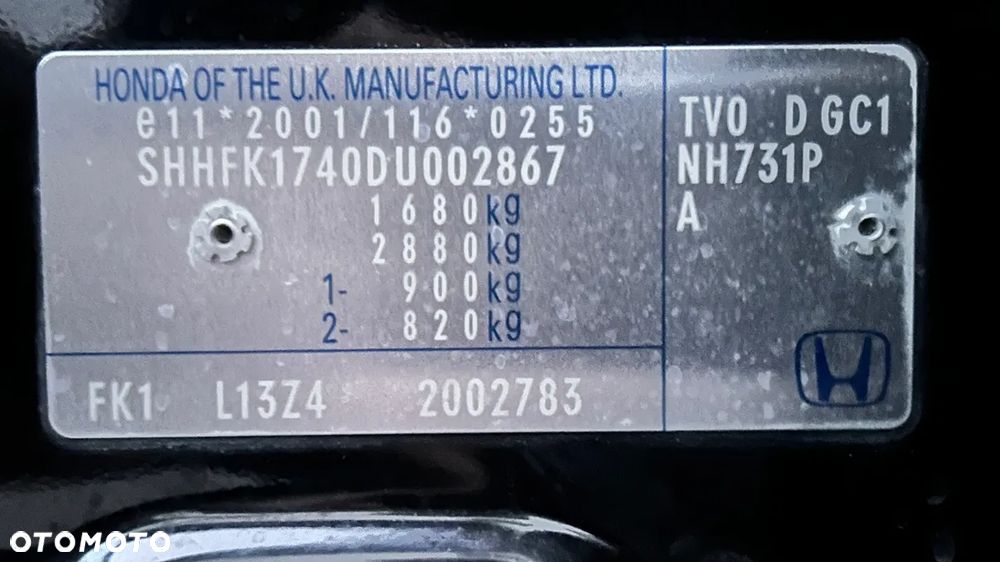 HONDA OF THE U.K. MANUFACTURING LTD.
e11*2001/116*0255
SHHFK1740DU002867
1680kg
2880kg
1- 900kg
2- 820kg
FK1 L13Z4 2002783
TV0 D GC1
NH731P
A
OTOMOTO